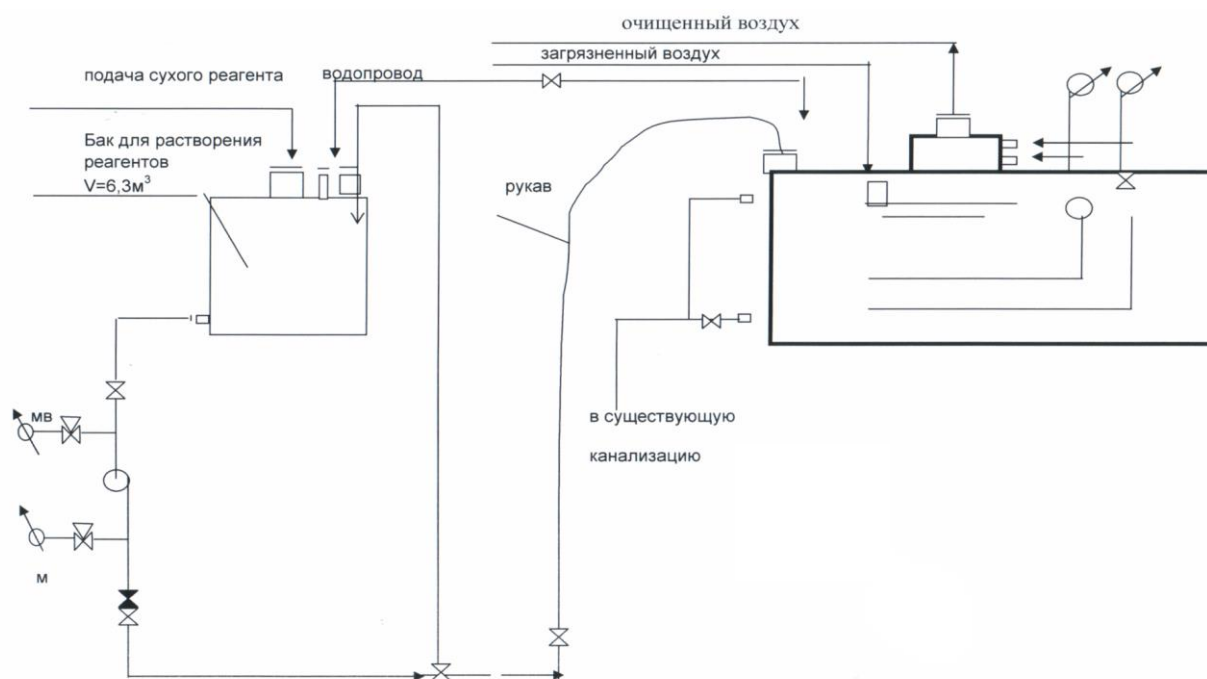 очищенный воздух
загрязненный воздух
подача сухого реагента
водопровод
Бак для растворения
реагентов
V=6,3м³
рукав
в существующую
канализацию
мв
м